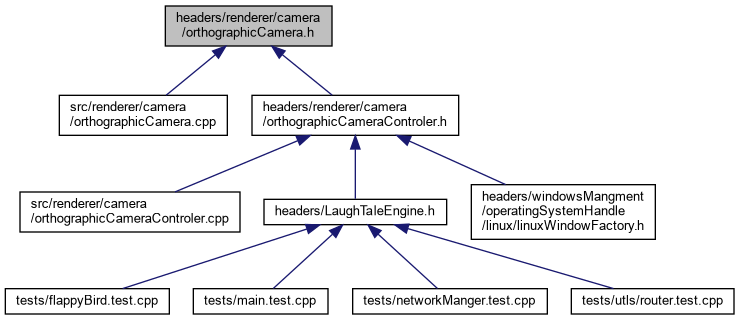 headers/renderer/camera
/orthographicCamera.h
src/renderer/camera
/orthographicCamera.cpp
headers/renderer/camera
/orthographicCameraControler.h
src/renderer/camera
/orthographicCameraControler.cpp
headers/LaughTaleEngine.h
headers/windowsMangment
/operatingSystemHandle
/linux/linuxWindowFactory.h
tests/flappyBird.test.cpp
tests/main.test.cpp
tests/networkManger.test.cpp
tests/utls/router.test.cpp